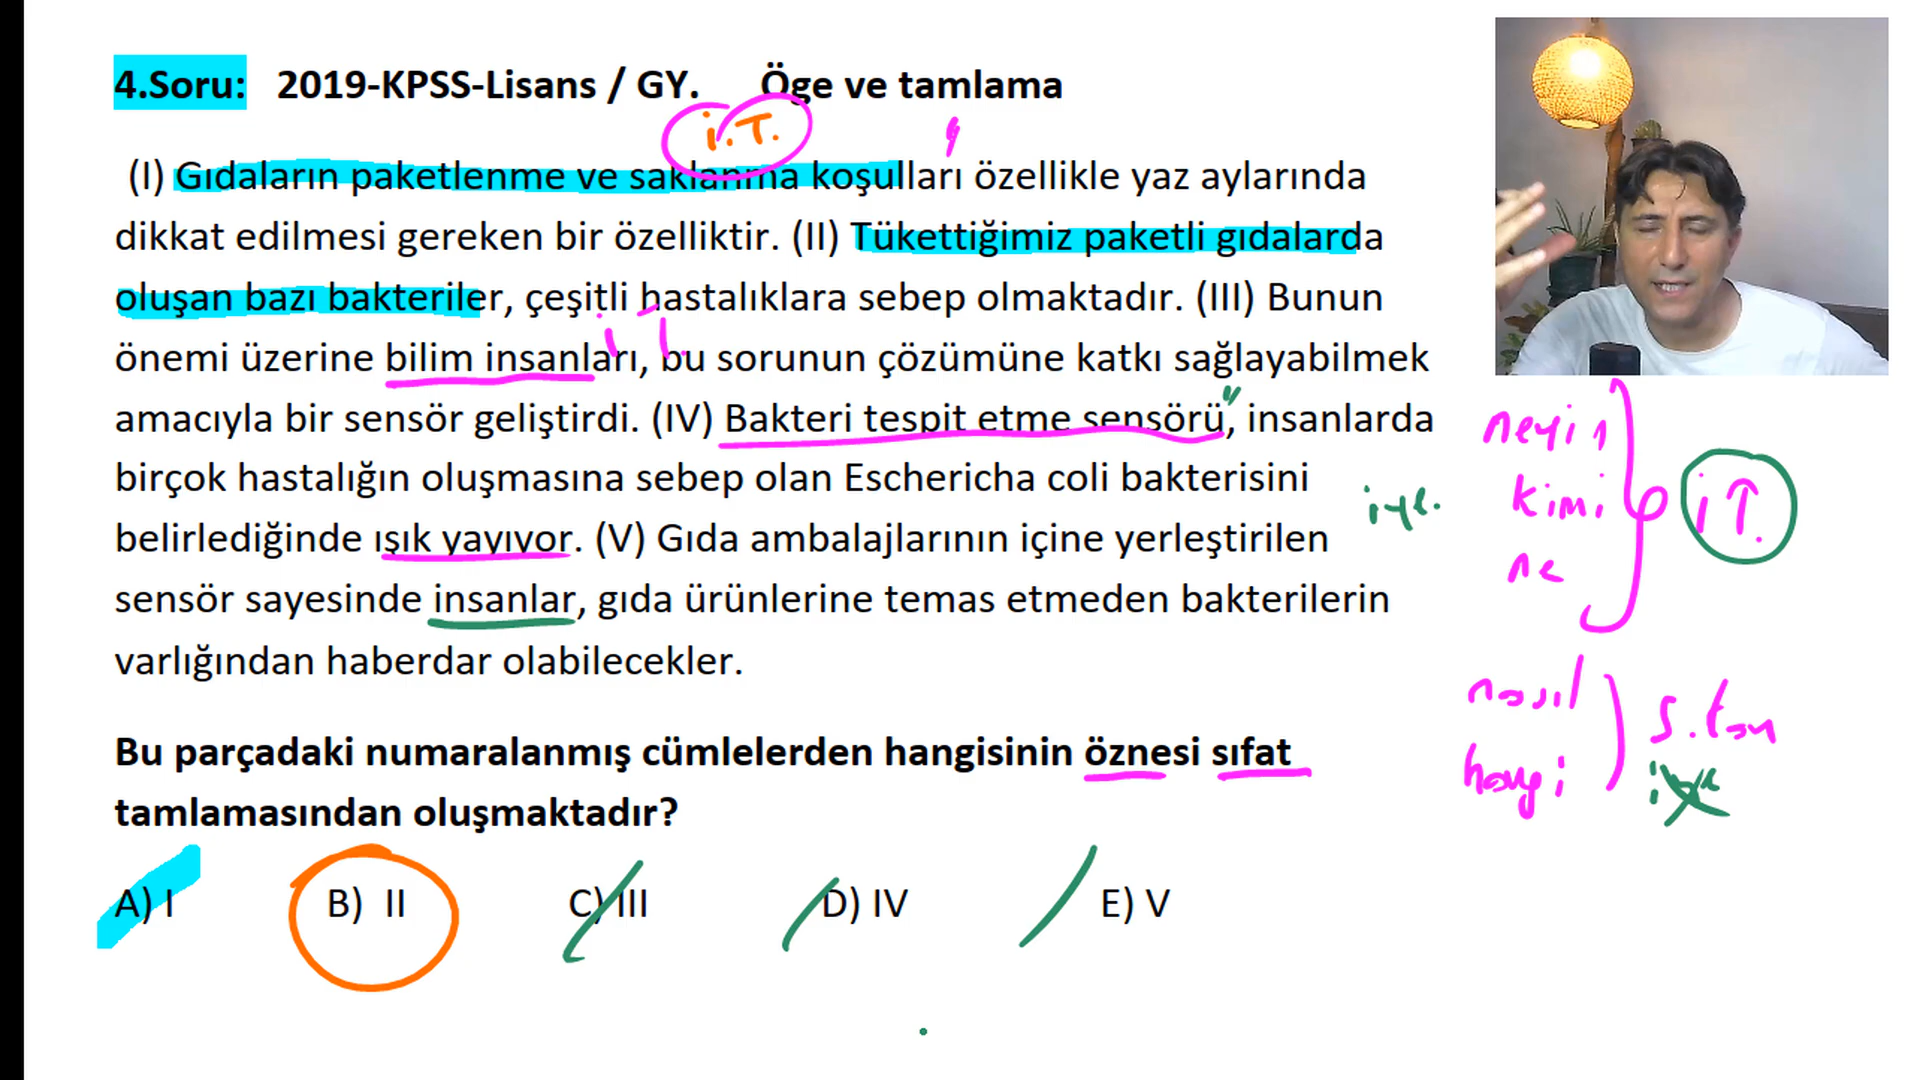 4.Soru: 2019-KPSS-Lisans / GY. Öge ve tamlama
i.T.
(I) Gıdaların paketlenme ve saklanma koşulları özellikle yaz aylarında
dikkat edilmesi gereken bir özelliktir. (II) Tükettiğimiz paketli gıdalarda
oluşan bazı bakteriler, çeşitli hastalıklara sebep olmaktadır. (III) Bunun
i T.
önemi üzerine bilim insanları, bu sorunun çözümüne katkı sağlayabilmek
amacıyla bir sensör geliştirdi. (IV) Bakteri tespit etme sensörü, insanlarda
birçok hastalığın oluşmasına sebep olan Eschericha coli bakterisini
belirlediğinde ışık yayıyor. (V) Gıda ambalajlarının içine yerleştirilen
sensör sayesinde insanlar, gıda ürünlerine temas etmeden bakterilerin
varlığından haberdar olabilecekler.
neyin
kimi
ne
i T.
iye.
nasıl
hangi
s.tam
Bu parçadaki numaralanmış cümlelerden hangisinin öznesi sıfat
tamlamasından oluşmaktadır?
A) I B) II C) III D) IV E) V